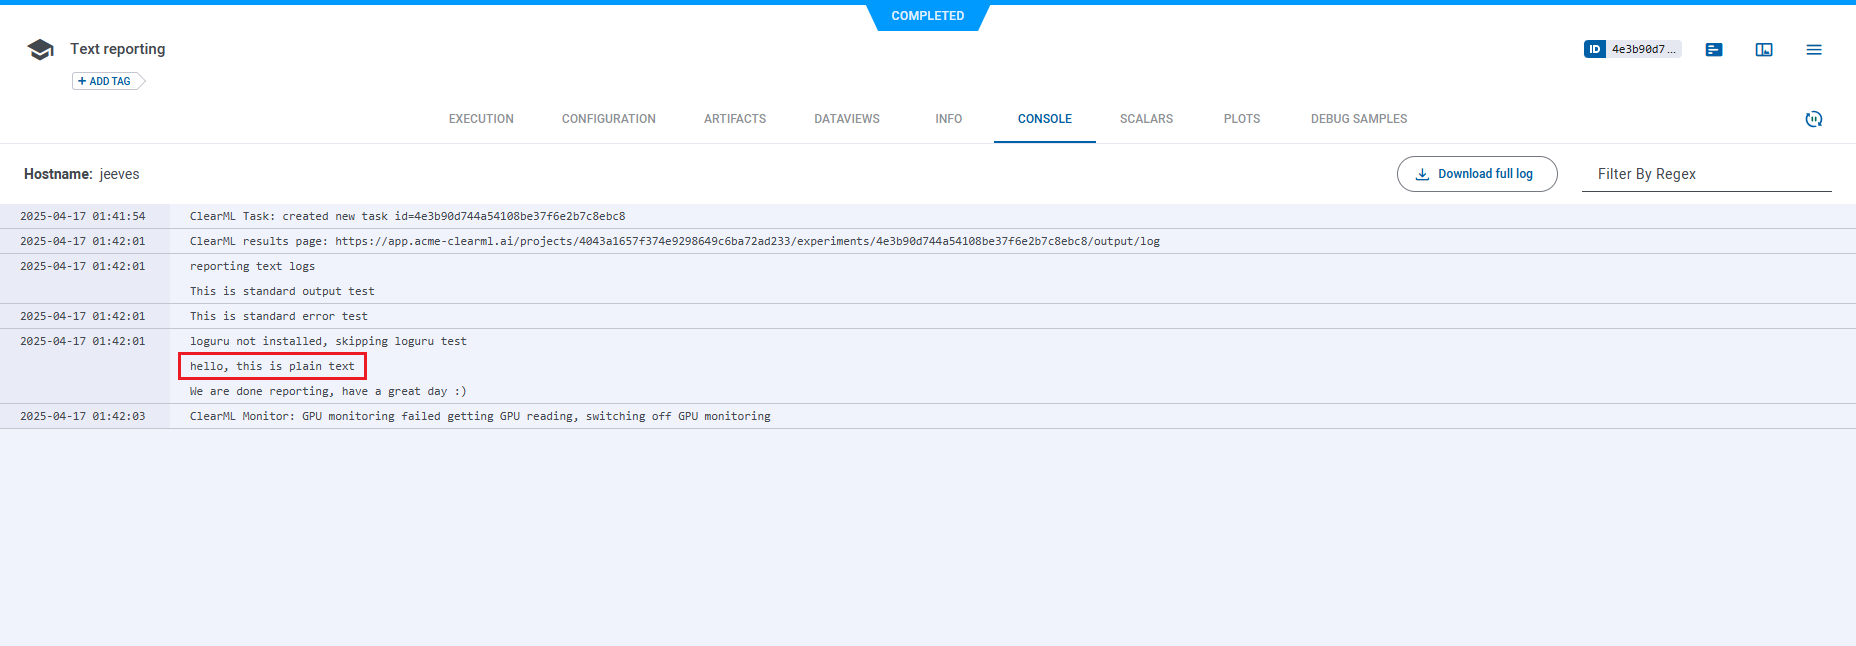 COMPLETED
Text reporting
ID 4e3b90d7 ...
+ ADD TAG
EXECUTION CONFIGURATION ARTIFACTS DATAVIEWS INFO CONSOLE SCALARS PLOTS DEBUG SAMPLES
Hostname: jeeves
Download full log
Filter By Regex
2025-04-17 01:41:54 ClearML Task: created new task id=4e3b90d744a54108be37f6e2b7c8ebc8
2025-04-17 01:42:01 ClearML results page: https://app.acme-clearml.ai/projects/4043a1657f374e9298649c6ba72ad233/experiments/4e3b90d744a54108be37f6e2b7c8ebc8/output/log
2025-04-17 01:42:01 reporting text logs
This is standard output test
2025-04-17 01:42:01 This is standard error test
2025-04-17 01:42:01 loguru not installed, skipping loguru test
hello, this is plain text
We are done reporting, have a great day :)
2025-04-17 01:42:03 ClearML Monitor: GPU monitoring failed getting GPU reading, switching off GPU monitoring